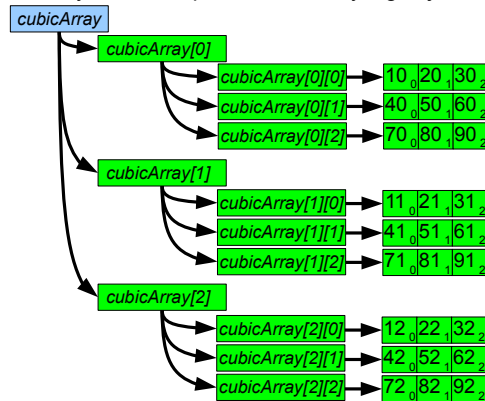 cubicArray
cubicArray[0]
cubicArray[0][0] 10 0 20 1 30 2
cubicArray[0][1] 40 0 50 1 60 2
cubicArray[0][2] 70 0 80 1 90 2
cubicArray[1]
cubicArray[1][0] 11 0 21 1 31 2
cubicArray[1][1] 41 0 51 1 61 2
cubicArray[1][2] 71 0 81 1 91 2
cubicArray[2]
cubicArray[2][0] 12 0 22 1 32 2
cubicArray[2][1] 42 0 52 1 62 2
cubicArray[2][2] 72 0 82 1 92 2